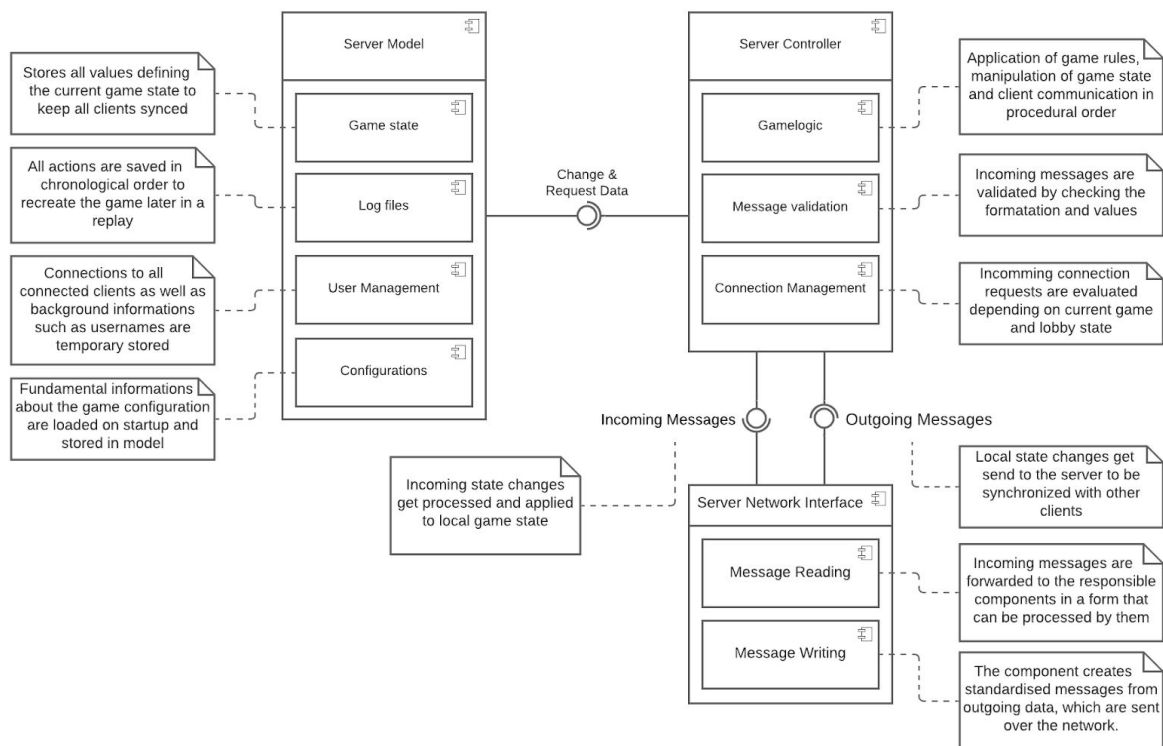 Server Model
Stores all values defining
the current game state to
keep all clients synced
Game state
All actions are saved in
chronological order to
recreate the game later in a
replay
Log files
Connections to all
connected clients as well as
background informations
such as usernames are
temporary stored
User Management
Fundamental informations
about the game configuration
are loaded on startup and
stored in model
Configurations
Change &
Request Data
Server Controller
Application of game rules,
manipulation of game state
and client communication in
procedural order
Gamelogic
Incoming messages are
validated by checking the
formatation and values
Message validation
Incomming connection
requests are evaluated
depending on current game
and lobby state
Connection Management
Incoming Messages
Outgoing Messages
Incoming state changes
get processed and applied
to local game state
Local state changes get
send to the server to be
synchronized with other
clients
Server Network Interface
Message Reading
Incoming messages are
forwarded to the responsible
components in a form that
can be processed by them
Message Writing
The component creates
standardised messages from
outgoing data, which are sent
over the network.